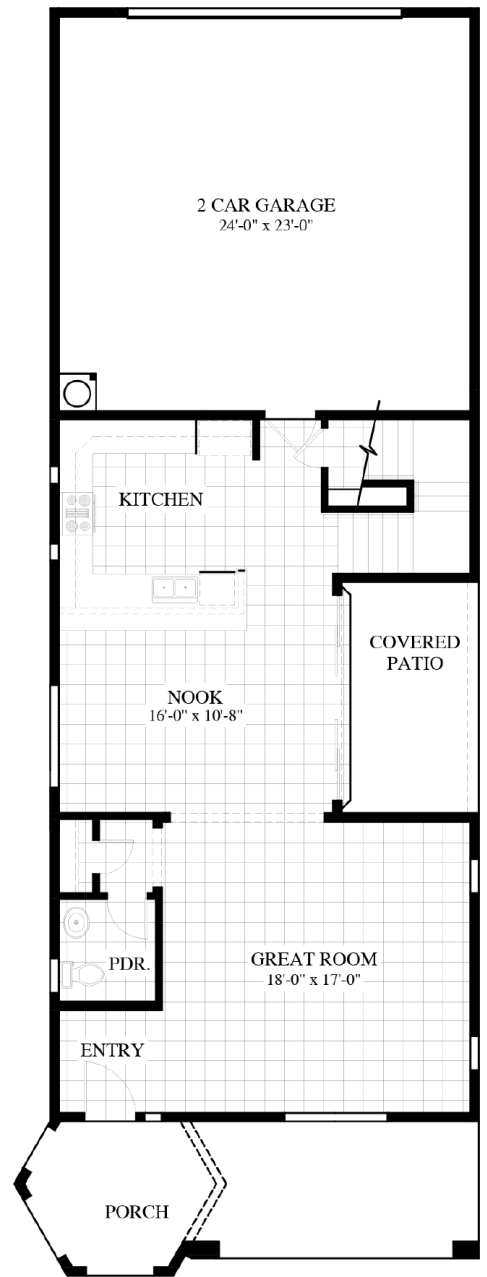 2 CAR GARAGE
24'-0" x 23'-0"
KITCHEN
COVERED
PATIO
NOOK
16'-0" x 10'-8"
PDR.
GREAT ROOM
18'-0" x 17'-0"
ENTRY
PORCH